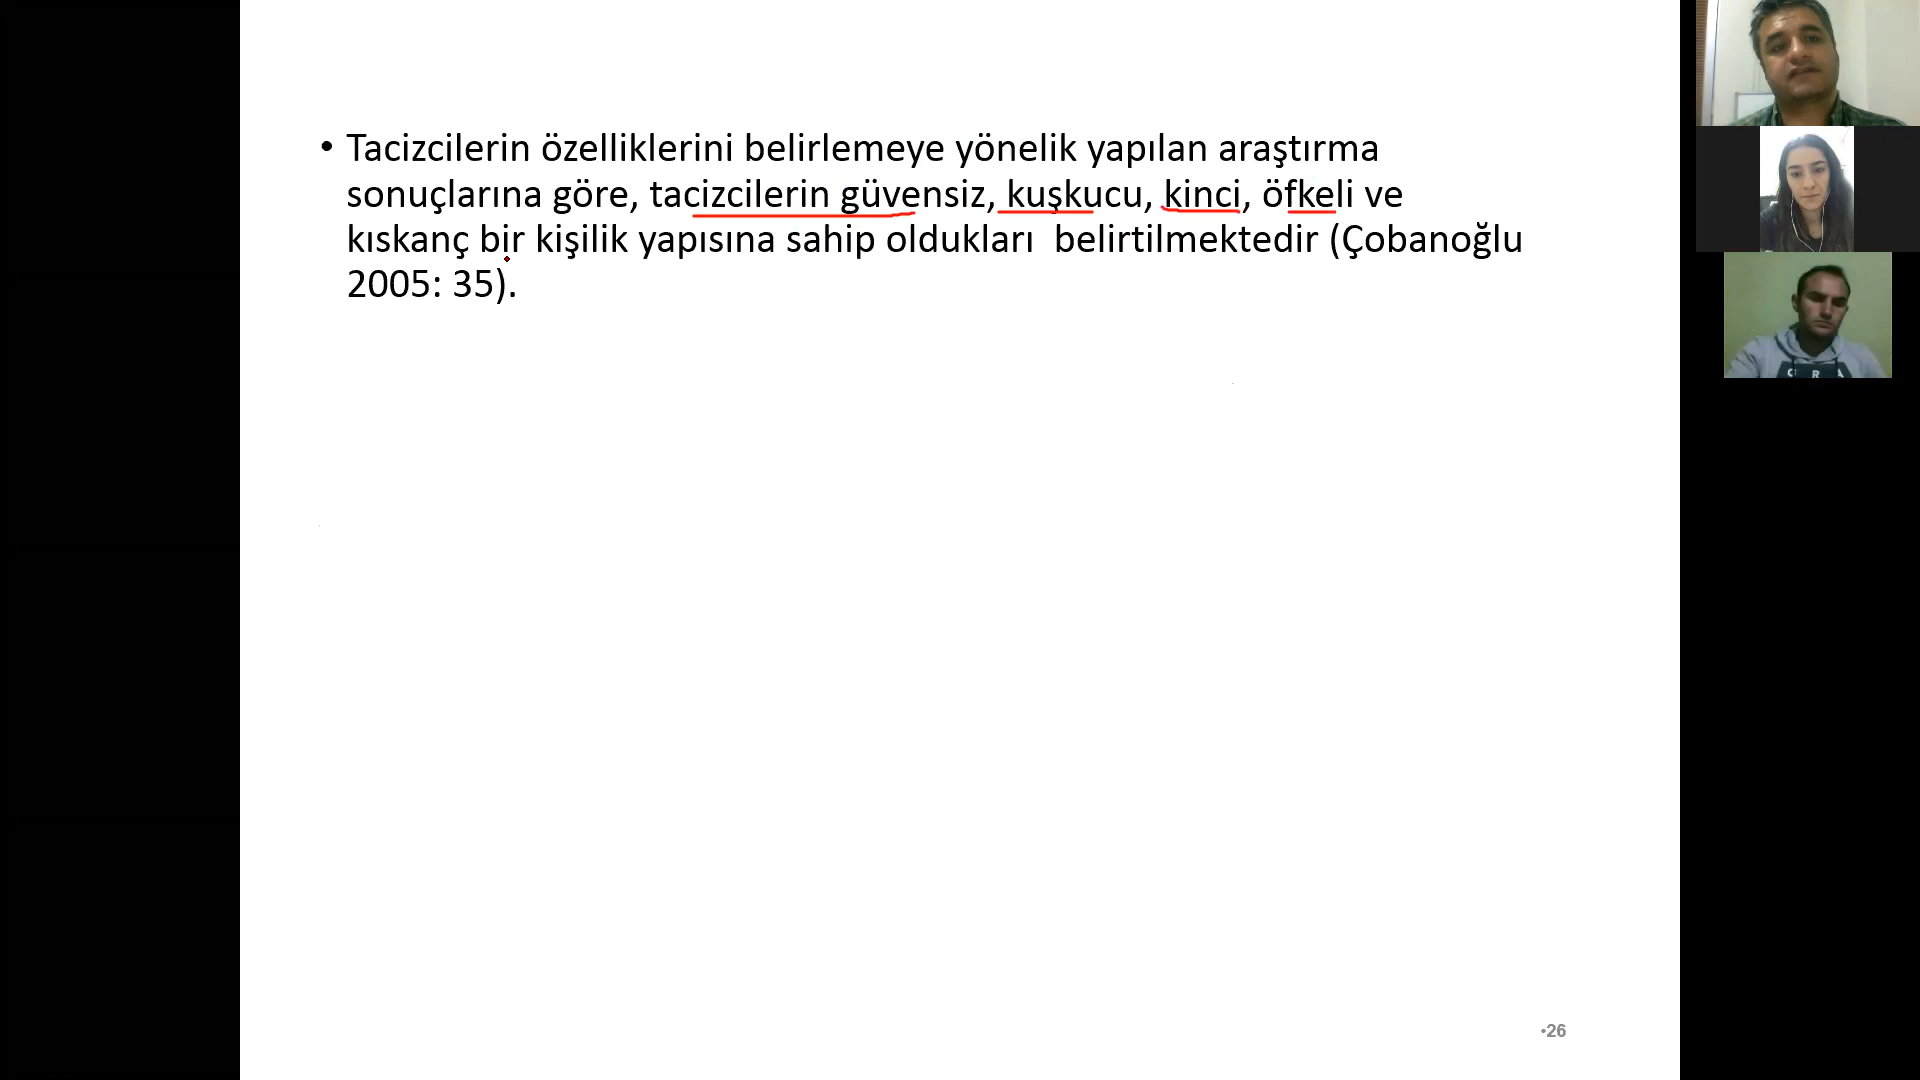 • Tacizcilerin özelliklerini belirlemeye yönelik yapılan araştırma
sonuçlarına göre, tacizcilerin güvensiz, kuşkucu, kinci, öfkeli ve
kıskanç bir kişilik yapısına sahip oldukları  belirtilmektedir (Çobanoğlu
2005: 35).
•26